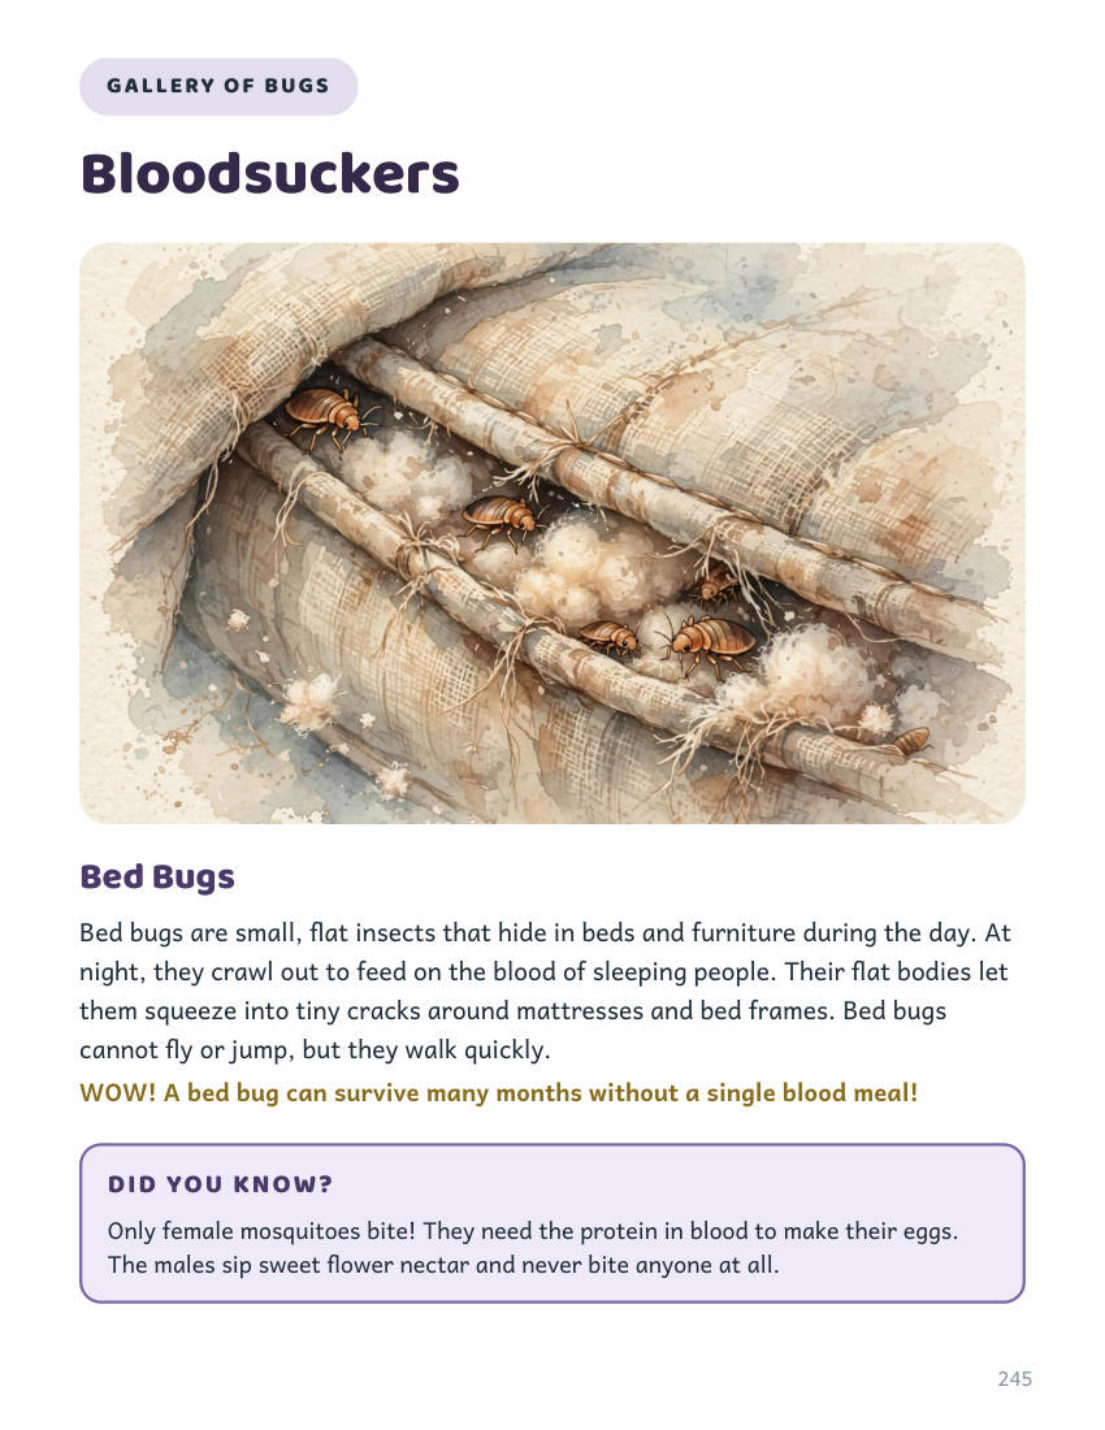 GALLERY OF BUGS
Bloodsuckers
Bed Bugs
Bed bugs are small, flat insects that hide in beds and furniture during the day. At
night, they crawl out to feed on the blood of sleeping people. Their flat bodies let
them squeeze into tiny cracks around mattresses and bed frames. Bed bugs
cannot fly or jump, but they walk quickly.
WOW! A bed bug can survive many months without a single blood meal!
DID YOU KNOW?
Only female mosquitoes bite! They need the protein in blood to make their eggs.
The males sip sweet flower nectar and never bite anyone at all.
245